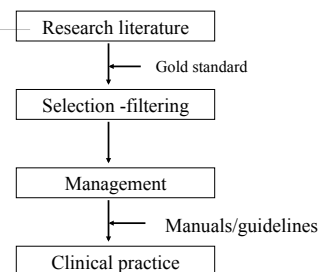 Research literature
Gold standard
Selection -filtering
Management
Manuals/guidelines
Clinical practice